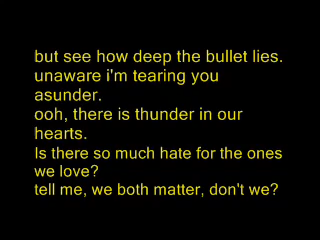 but see how deep the bullet lies.
unaware i'm tearing you
asunder.
ooh, there is thunder in our
hearts.
Is there so much hate for the ones
we love?
tell me, we both matter, don't we?